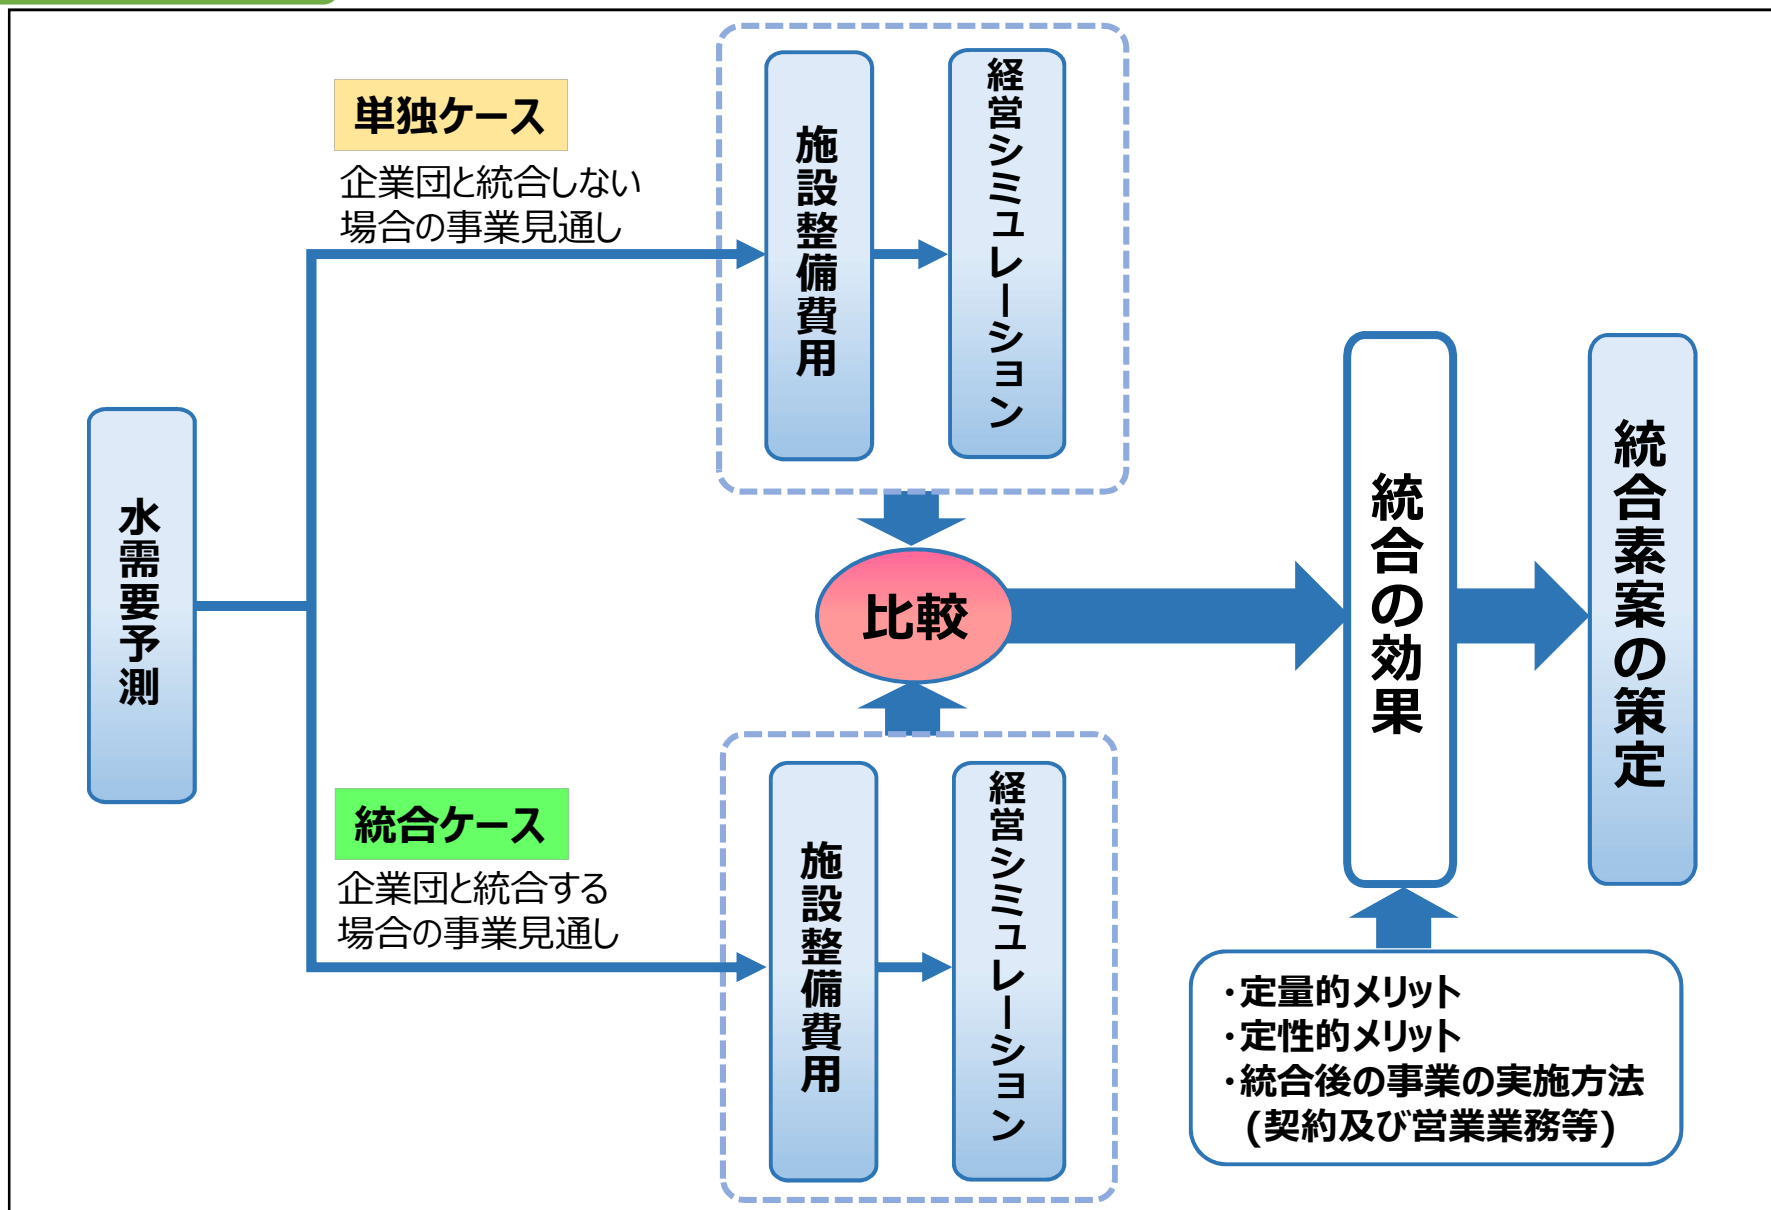 水需要予測
単独ケース
企業団と統合しない
場合の事業見通し
施設整備費用
経営シミュレーション
比較
統合ケース
企業団と統合する
場合の事業見通し
施設整備費用
経営シミュレーション
統合の効果
・定量的メリット
・定性的メリット
・統合後の事業の実施方法
(契約及び営業業務等)
統合素案の策定